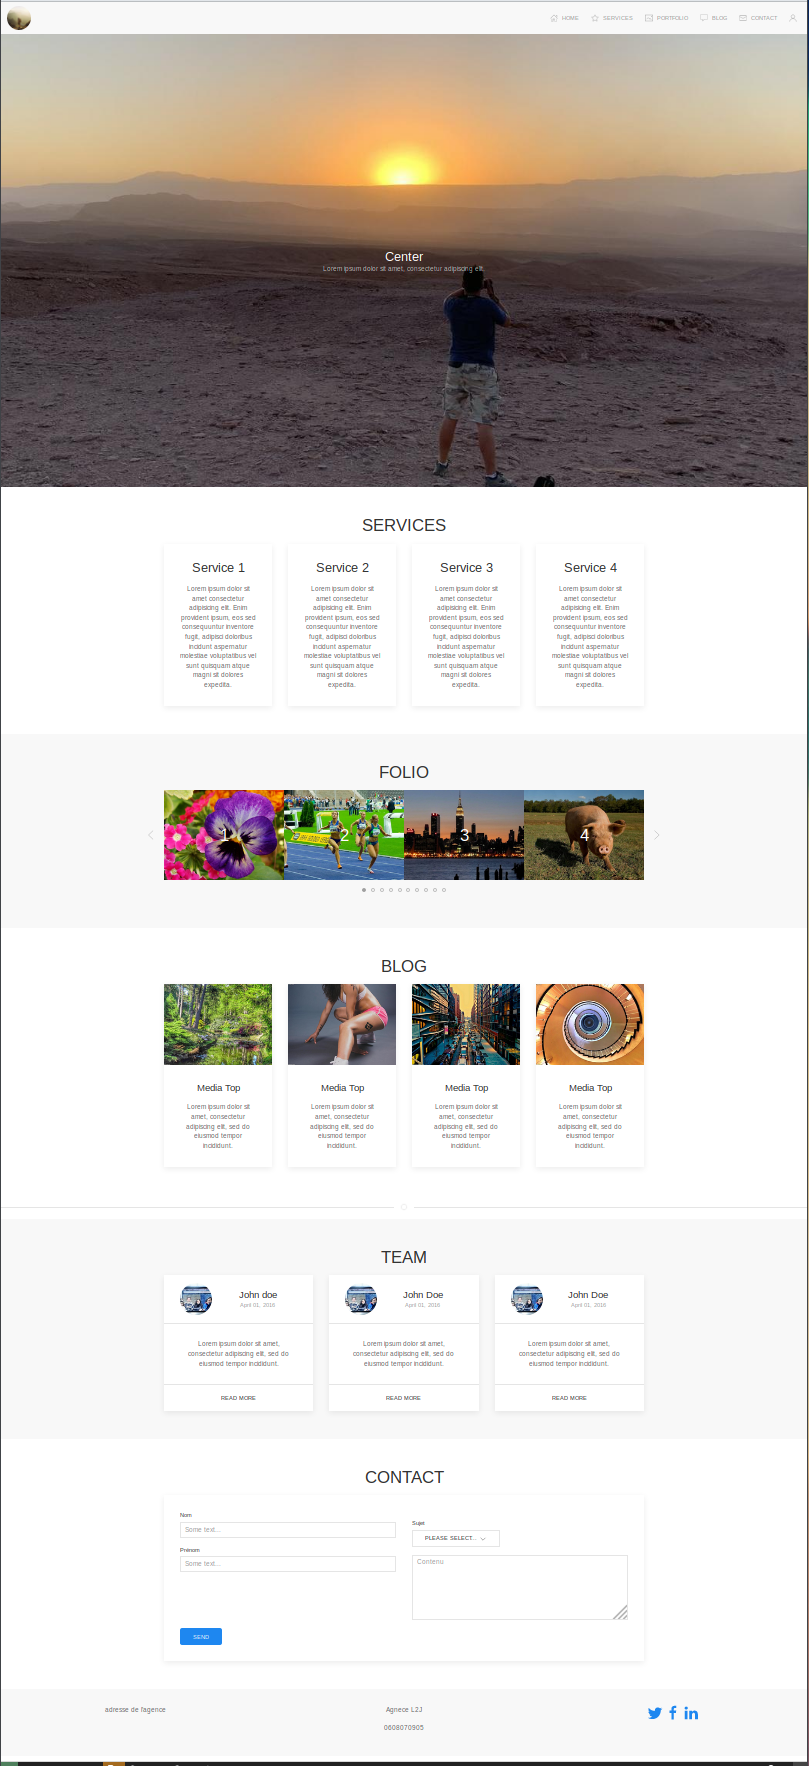 HOME SERVICES PORTFOLIO BLOG CONTACT
Center
Lorem ipsum dolor sit amet, consectetur adipiscing elit.
SERVICES
Service 1
Lorem ipsum dolor sit
amet consectetur
adipisicing elit. Enim
provident ipsum, eos sed
consequuntur inventore
fugit, adipisci doloribus
incidunt aspernatur
molestiae voluptatibus vel
sunt quisquam atque
magni sit dolores
expedita.
Service 2
Lorem ipsum dolor sit
amet consectetur
adipisicing elit. Enim
provident ipsum, eos sed
consequuntur inventore
fugit, adipisci doloribus
incidunt aspernatur
molestiae voluptatibus vel
sunt quisquam atque
magni sit dolores
expedita.
Service 3
Lorem ipsum dolor sit
amet consectetur
adipisicing elit. Enim
provident ipsum, eos sed
consequuntur inventore
fugit, adipisci doloribus
incidunt aspernatur
molestiae voluptatibus vel
sunt quisquam atque
magni sit dolores
expedita.
Service 4
Lorem ipsum dolor sit
amet consectetur
adipisicing elit. Enim
provident ipsum, eos sed
consequuntur inventore
fugit, adipisci doloribus
incidunt aspernatur
molestiae voluptatibus vel
sunt quisquam atque
magni sit dolores
expedita.
FOLIO
1
2
3
4
BLOG
Media Top
Lorem ipsum dolor sit
amet, consectetur
adipiscing elit, sed do
eiusmod tempor
incididunt.
Media Top
Lorem ipsum dolor sit
amet, consectetur
adipiscing elit, sed do
eiusmod tempor
incididunt.
Media Top
Lorem ipsum dolor sit
amet, consectetur
adipiscing elit, sed do
eiusmod tempor
incididunt.
Media Top
Lorem ipsum dolor sit
amet, consectetur
adipiscing elit, sed do
eiusmod tempor
incididunt.
TEAM
John doe
April 01, 2016
Lorem ipsum dolor sit amet,
consectetur adipiscing elit, sed do
eiusmod tempor incididunt.
READ MORE
John Doe
April 01, 2016
Lorem ipsum dolor sit amet,
consectetur adipiscing elit, sed do
eiusmod tempor incididunt.
READ MORE
John Doe
April 01, 2016
Lorem ipsum dolor sit amet,
consectetur adipiscing elit, sed do
eiusmod tempor incididunt.
READ MORE
CONTACT
Nom
Some text...
Prénom
Some text...
Sujet
PLEASE SELECT...
Contenu
SEND
adresse de l'agence
Agnece L2J
0608070905